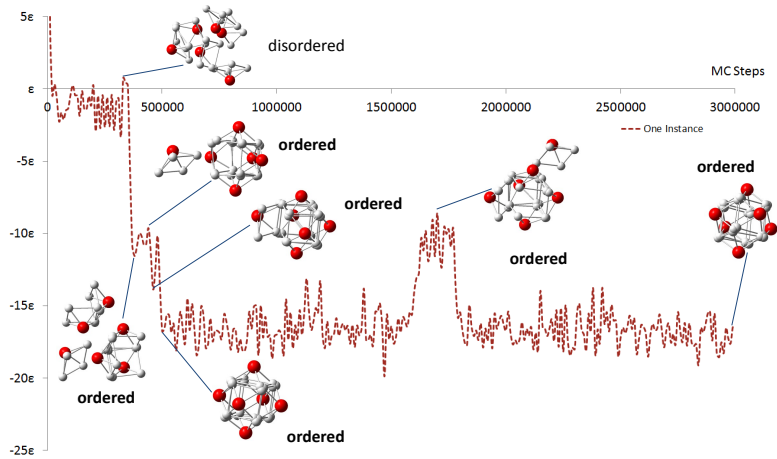 5ε
disordered
MC Steps
ε
0
500000
1000000
1500000
2000000
2500000
3000000
One Instance
ordered
ordered
-5ε
ordered
-10ε
ordered
-15ε
-20ε
ordered
ordered
-25ε